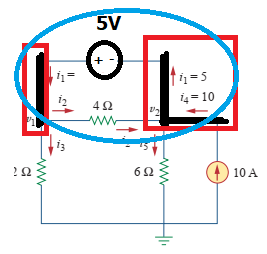 5V
+ -
i₁ =
i₁ = 5
i₂
4 Ω
v₂
i₄ = 10
v₁
i₃
i₅
2 Ω
6 Ω
10 A